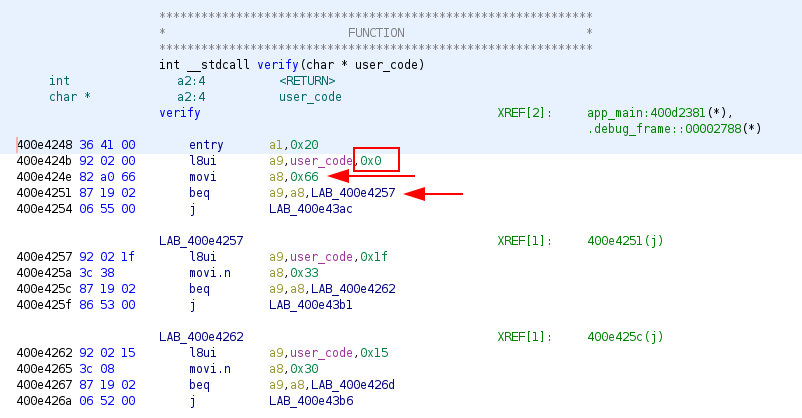 ************************************************************
* FUNCTION *
************************************************************
int __stdcall verify(char * user_code)
int a2:4 <RETURN>
char * a2:4 user_code
verify XREF[2]: app_main:400d2381(*),
.debug_frame::00002788(*)
400e4248 36 41 00 entry a1,0x20
400e424b 92 02 00 l8ui a9,user_code,0x0
400e424e 82 a0 66 movi a8,0x66
400e4251 87 19 02 beq a9,a8,LAB_400e4257
400e4254 06 55 00 j LAB_400e43ac
LAB_400e4257 XREF[1]: 400e4251(j)
400e4257 92 02 1f l8ui a9,user_code,0x1f
400e425a 3c 38 movi.n a8,0x33
400e425c 87 19 02 beq a9,a8,LAB_400e4262
400e425f 86 53 00 j LAB_400e43b1
LAB_400e4262 XREF[1]: 400e425c(j)
400e4262 92 02 15 l8ui a9,user_code,0x15
400e4265 3c 08 movi.n a8,0x30
400e4267 87 19 02 beq a9,a8,LAB_400e426d
400e426a 06 52 00 j LAB_400e43b6